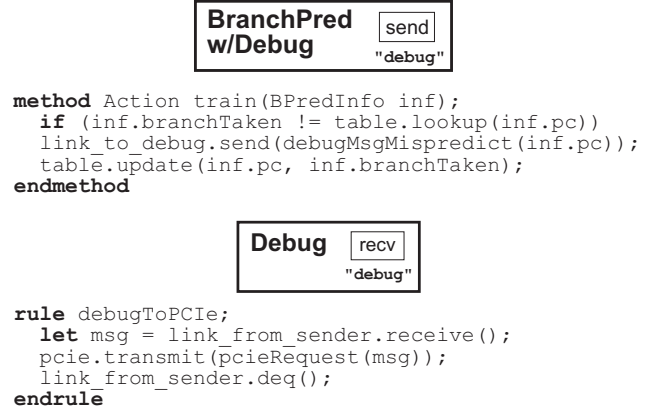 BranchPred send
w/Debug "debug"
method Action train(BPredInfo inf);
if (inf.branchTaken != table.lookup(inf.pc))
link_to_debug.send(debugMsgMispredict(inf.pc));
table.update(inf.pc, inf.branchTaken);
endmethod
Debug recv
"debug"
rule debugToPCIe;
let msg = link_from_sender.receive();
pcie.transmit(pcieRequest(msg));
link_from_sender.deq();
endrule